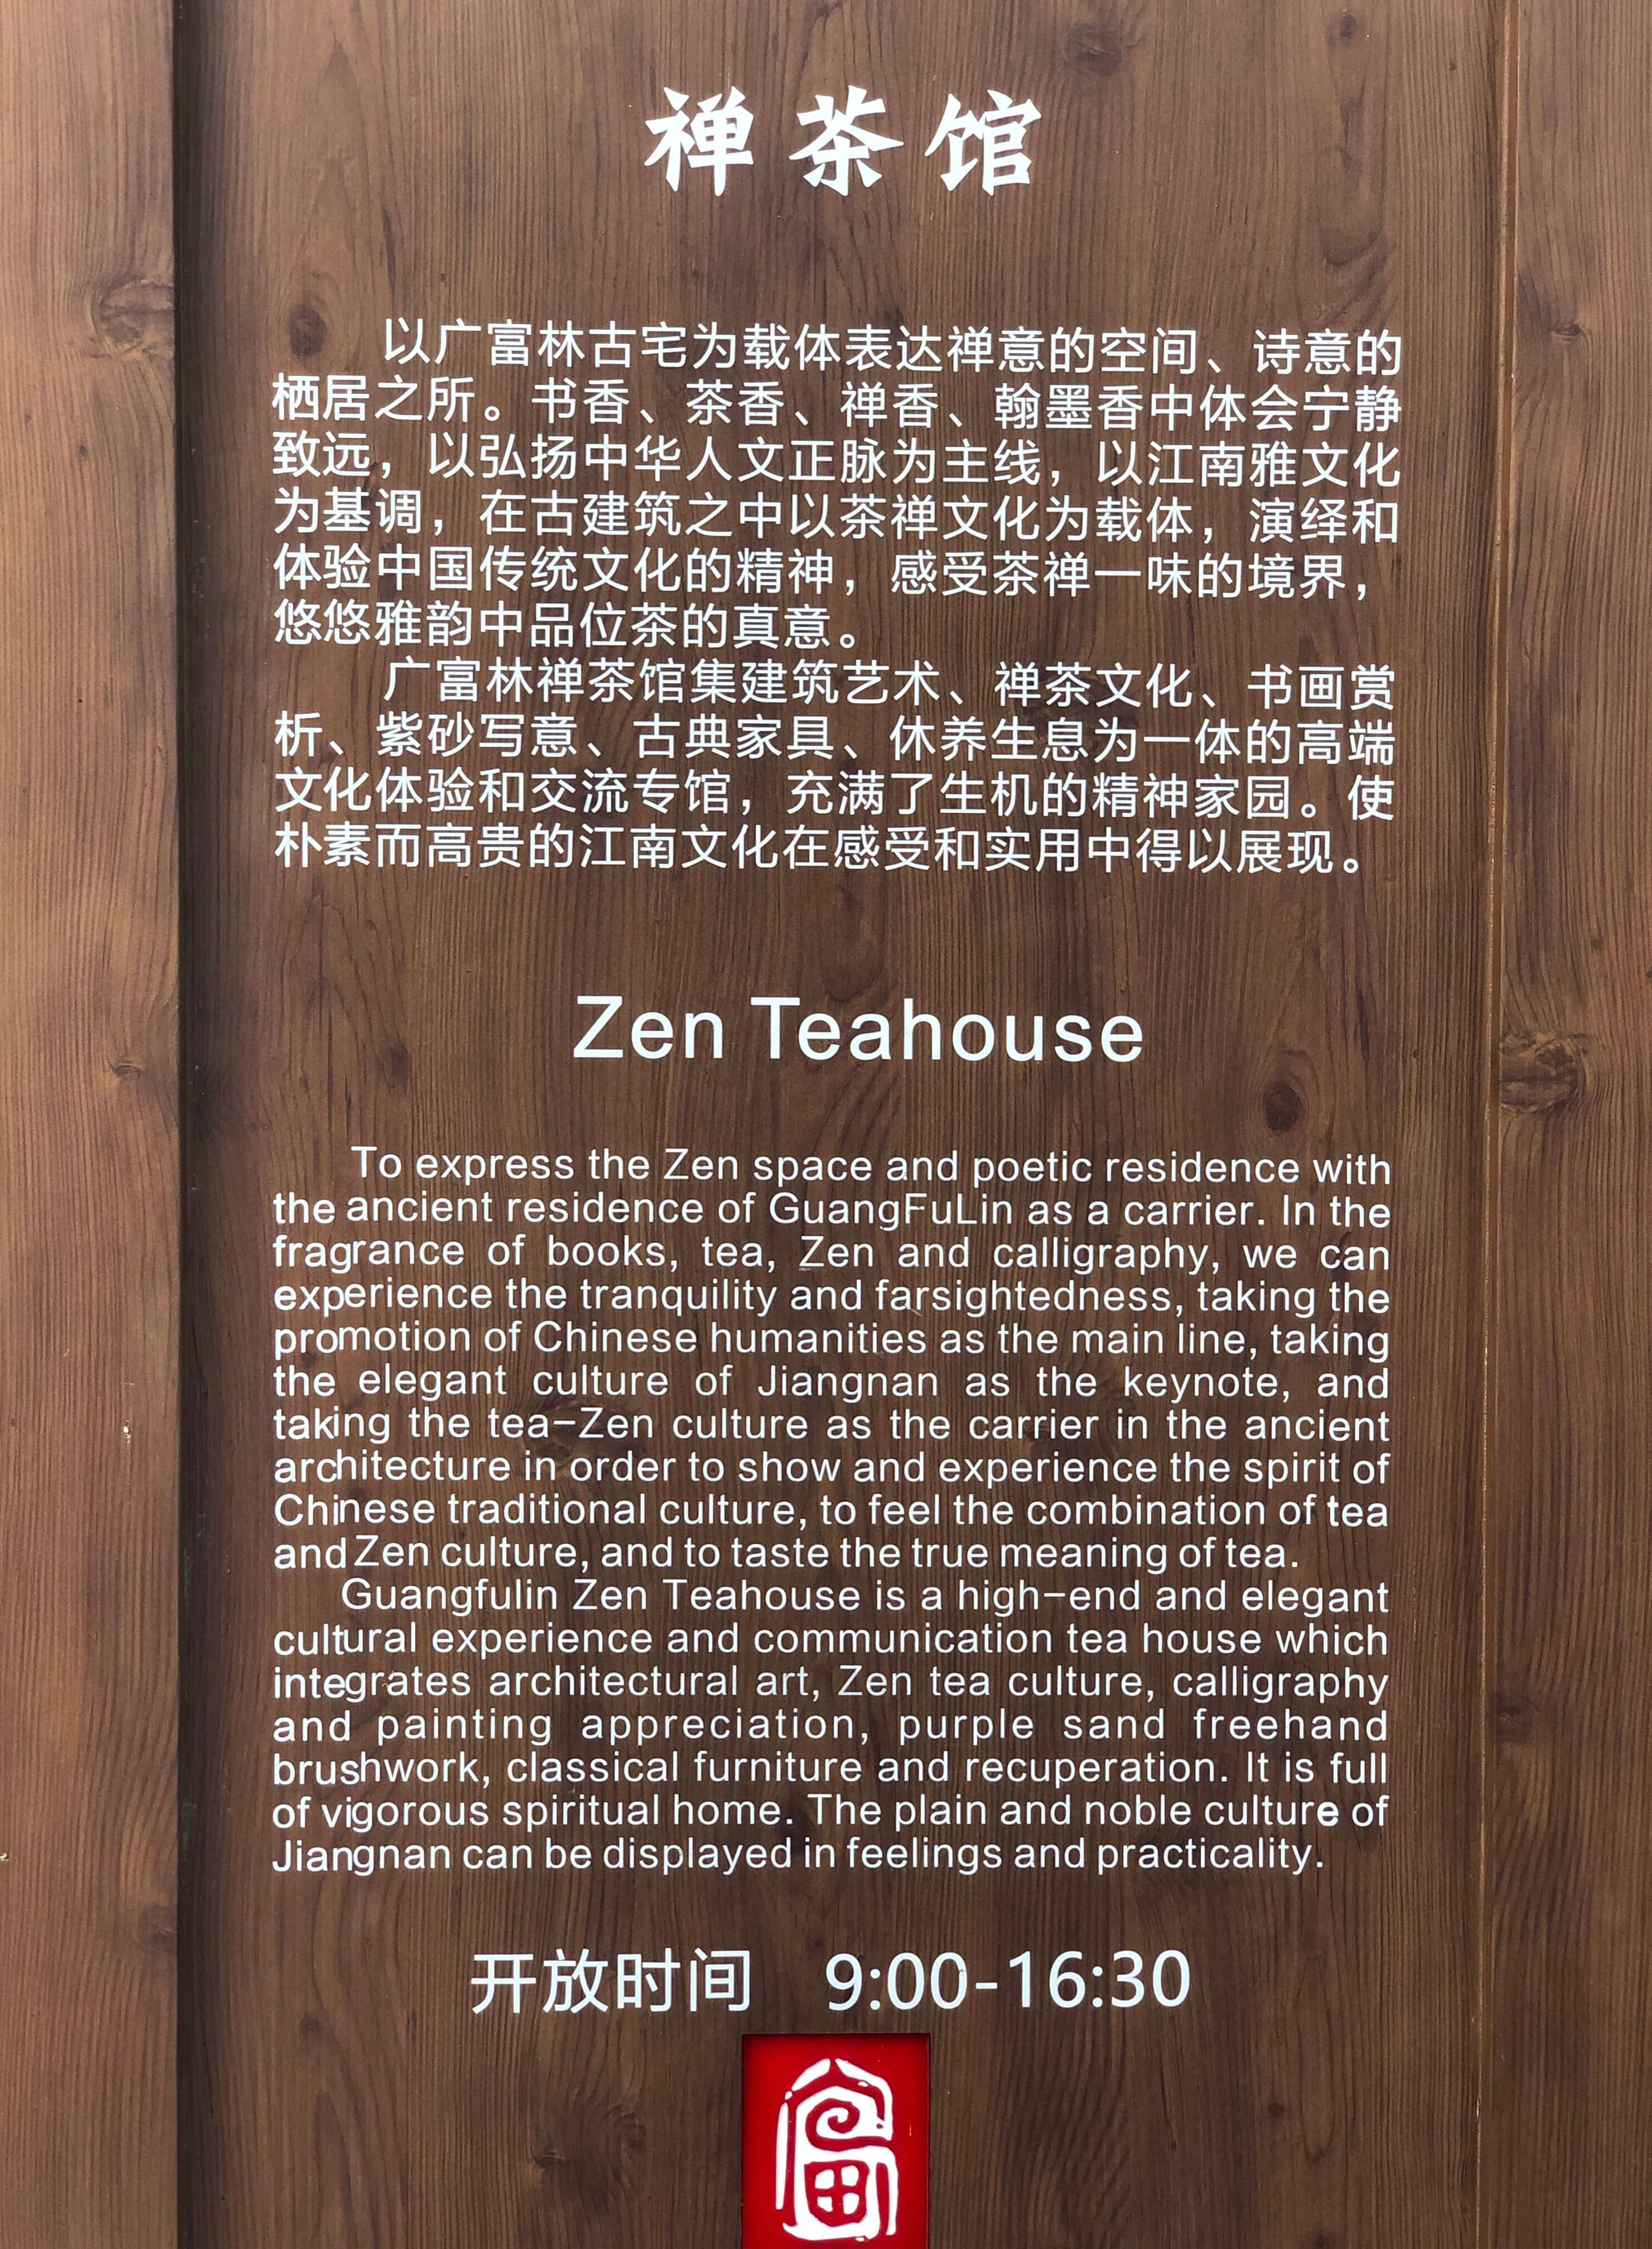 禅茶馆
以广富林古宅为载体表达禅意的空间、诗意的
栖居之所。书香、茶香、禅香、翰墨香中体会宁静
致远，以弘扬中华人文正脉为主线，以江南雅文化
为基调，在古建筑之中以茶禅文化为载体，演绎和
体验中国传统文化的精神，感受茶禅一味的境界，
悠悠雅韵中品位茶的真意。
广富林禅茶馆集建筑艺术、禅茶文化、书画赏
析、紫砂写意、古典家具、休养生息为一体的高端
文化体验和交流专馆，充满了生机的精神家园。使
朴素而高贵的江南文化在感受和实用中得以展现。
Zen Teahouse
To express the Zen space and poetic residence with
the ancient residence of GuangFuLin as a carrier. In the
fragrance of books, tea, Zen and calligraphy, we can
experience the tranquility and farsightedness, taking the
promotion of Chinese humanities as the main line, taking
the elegant culture of Jiangnan as the keynote, and
taking the tea-Zen culture as the carrier in the ancient
architecture in order to show and experience the spirit of
Chinese traditional culture, to feel the combination of tea
and Zen culture, and to taste the true meaning of tea.
Guangfulin Zen Teahouse is a high-end and elegant
cultural experience and communication tea house which
integrates architectural art, Zen tea culture, calligraphy
and painting appreciation, purple sand freehand
brushwork, classical furniture and recuperation. It is full
of vigorous spiritual home. The plain and noble culture of
Jiangnan can be displayed in feelings and practicality.
开放时间 9:00-16:30
富